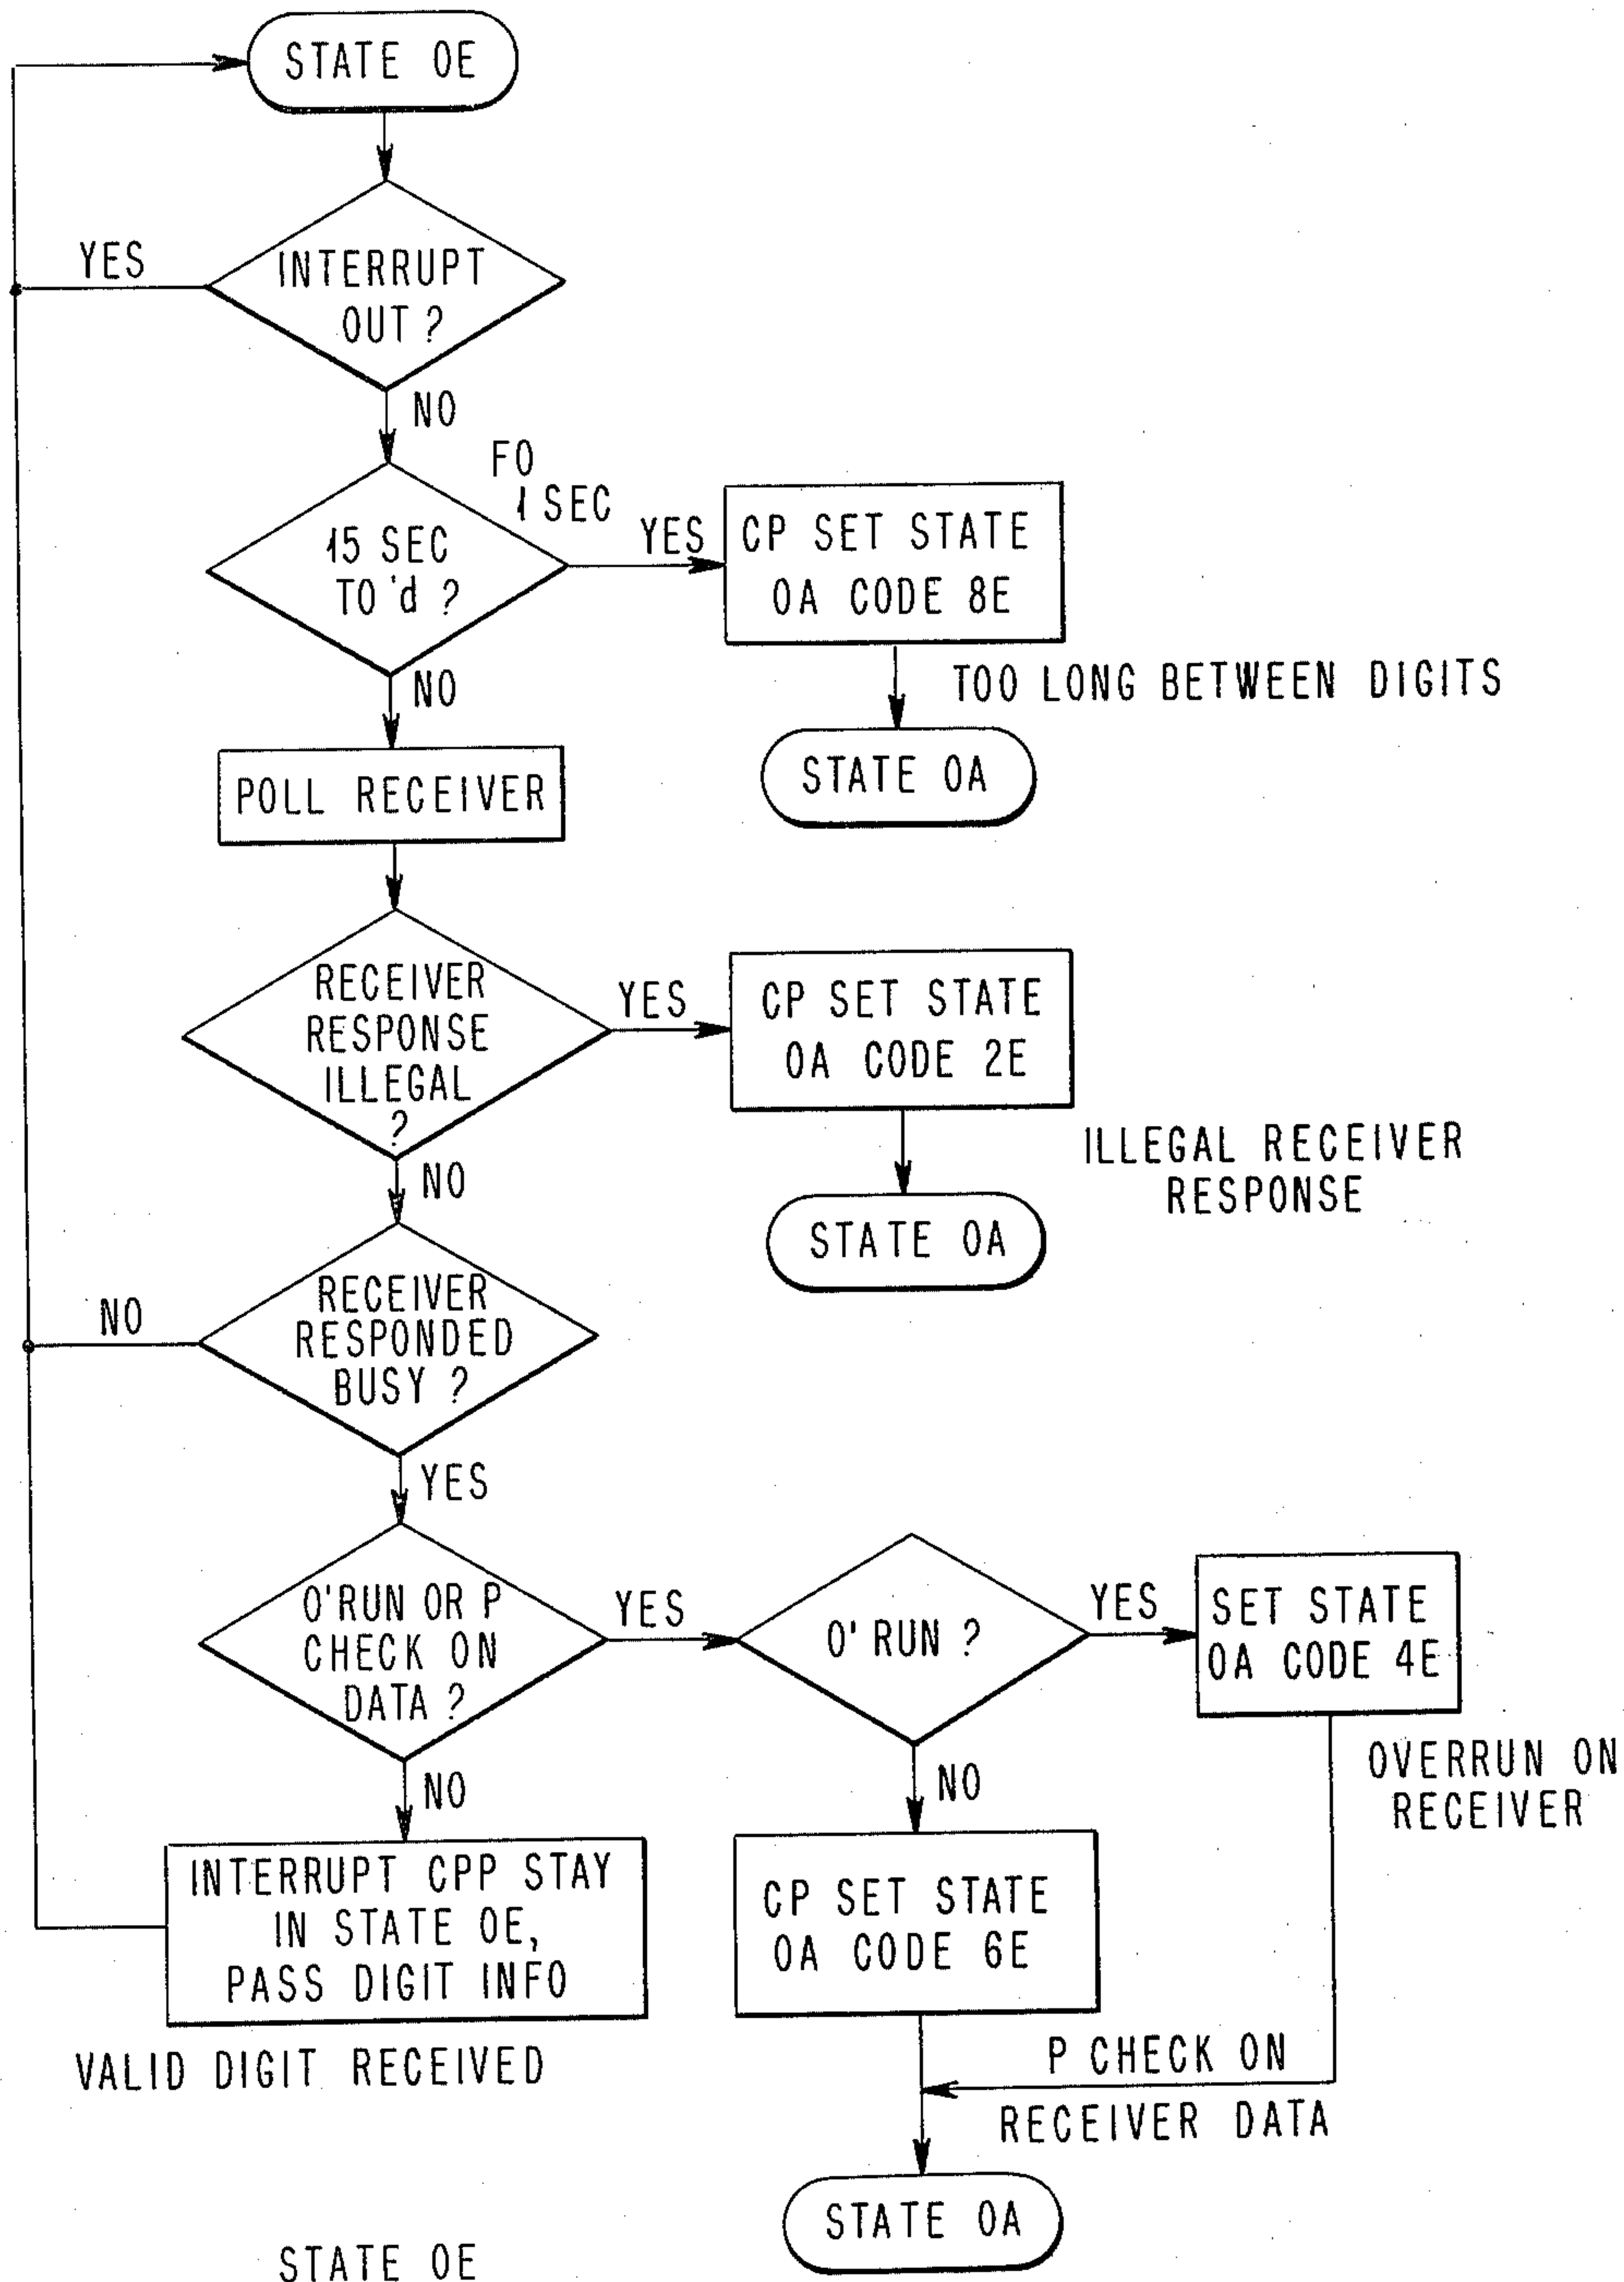 STATE 0E
YES
INTERRUPT
OUT ?
NO
F0
1 SEC
15 SEC
TO'd ?
YES
CP SET STATE
0A CODE 8E
NO
TOO LONG BETWEEN DIGITS
STATE 0A
POLL RECEIVER
RECEIVER
RESPONSE
ILLEGAL
?
YES
CP SET STATE
0A CODE 2E
NO
ILLEGAL RECEIVER
RESPONSE
STATE 0A
NO
RECEIVER
RESPONDED
BUSY ?
YES
O'RUN OR P
CHECK ON
DATA ?
YES
O'RUN ?
YES
SET STATE
0A CODE 4E
OVERRUN ON
RECEIVER
NO
NO
INTERRUPT CPP STAY
IN STATE 0E,
PASS DIGIT INFO
CP SET STATE
0A CODE 6E
VALID DIGIT RECEIVED
P CHECK ON
RECEIVER DATA
STATE 0A
STATE 0E